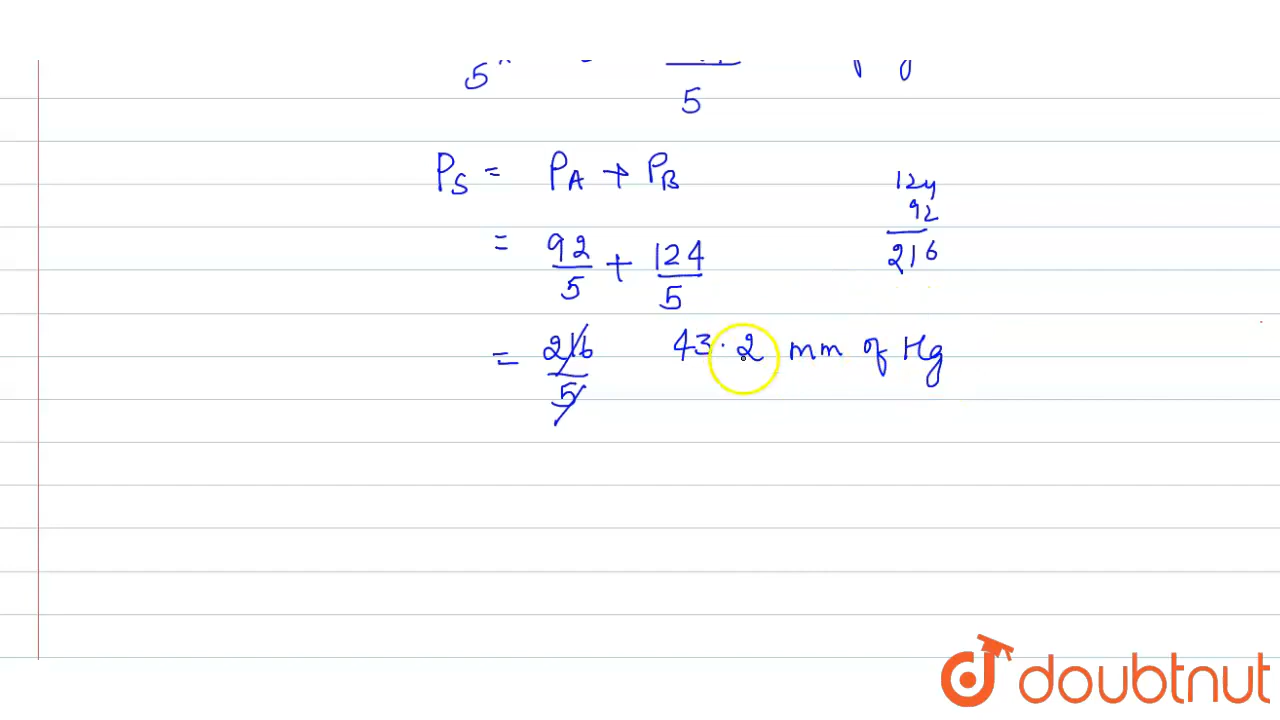 5
5
P_S = P_A + P_B
= 92/5 + 124/5
124
92
216
= 216/5 43.2 mm of Hg
doubtnut